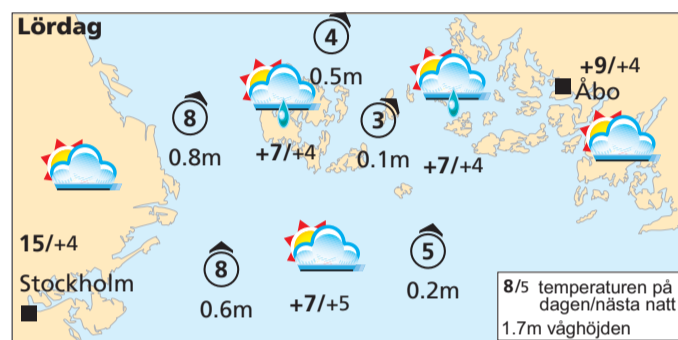 Lördag
4
0.5m
+9/+4
Åbo
8
0.8m
3
0.1m
+7/+4
+7/+4
15/+4
Stockholm
8
0.6m
+7/+5
5
0.2m
8/5 temperaturen på
dagen/nästa natt
1.7m våghöjden